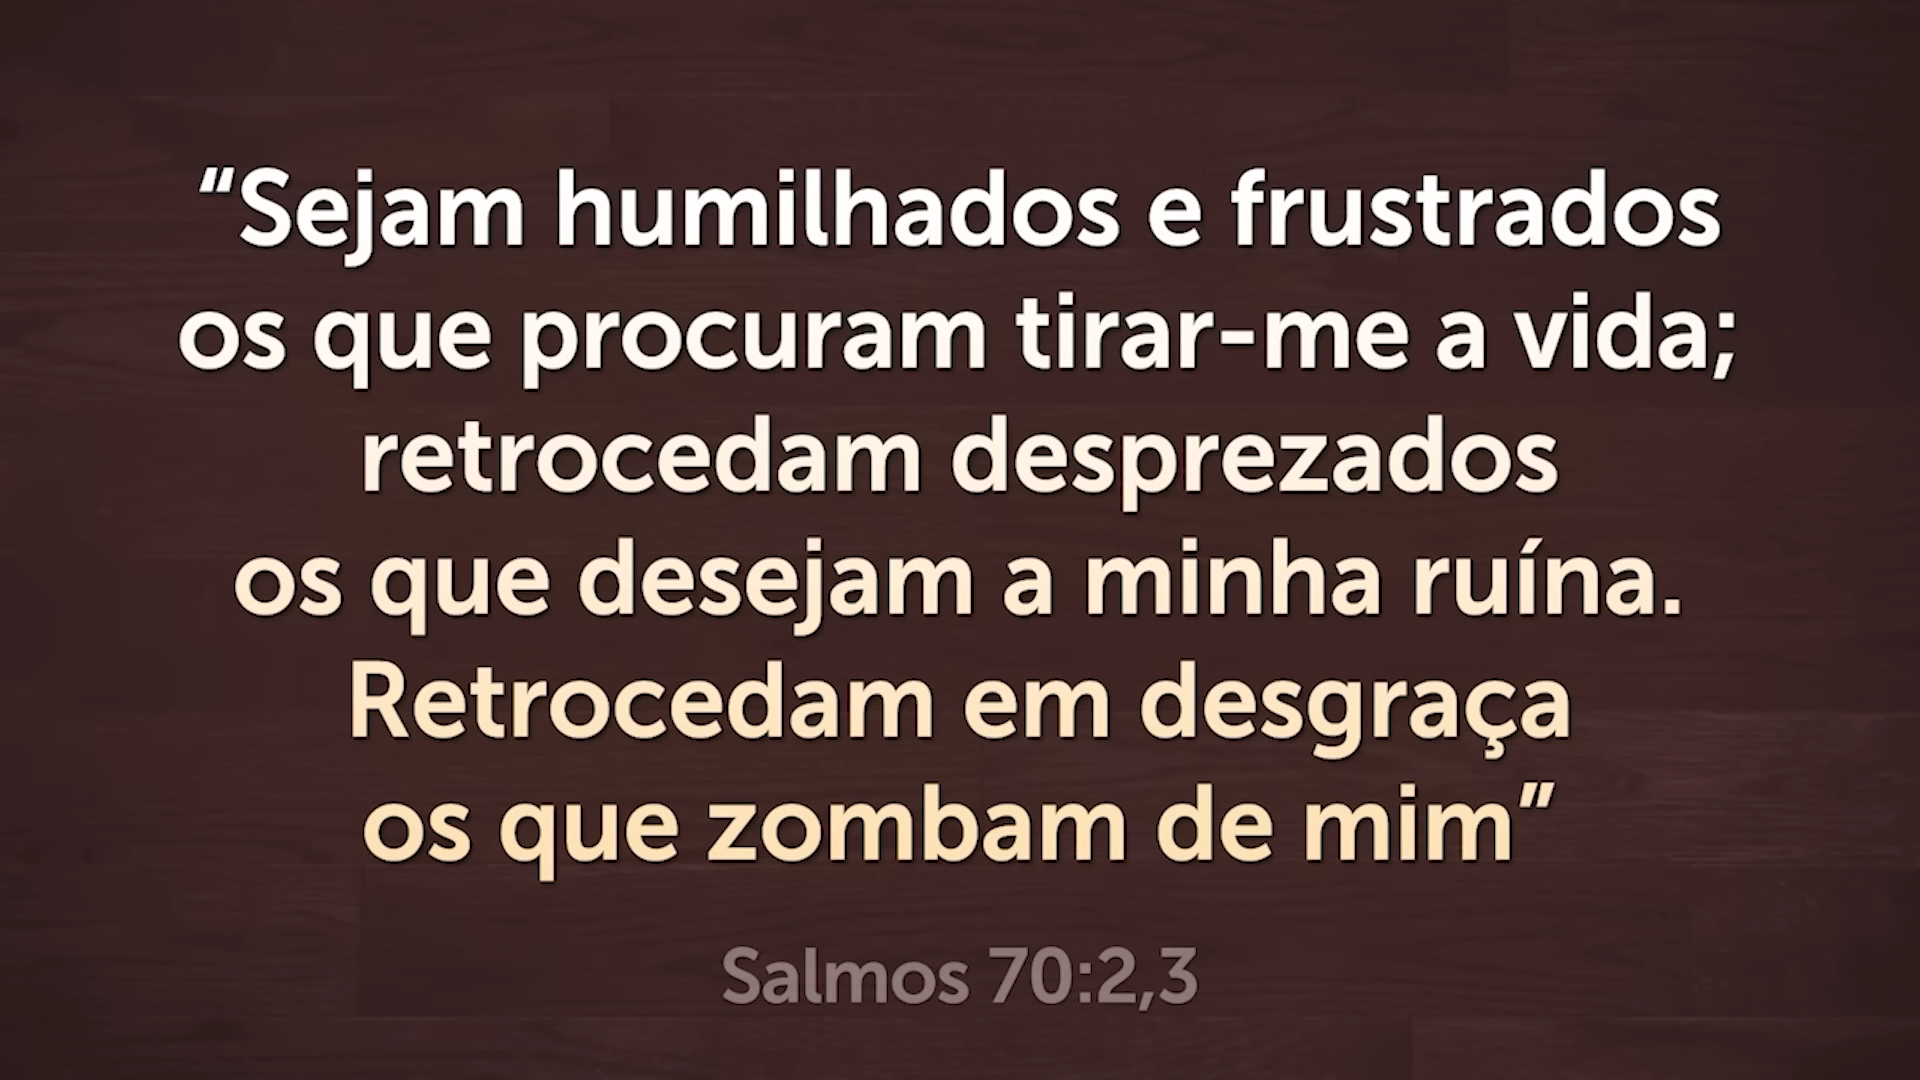 “Sejam humilhados e frustrados
os que procuram tirar-me a vida;
retrocedam desprezados
os que desejam a minha ruína.
Retrocedam em desgraça
os que zombam de mim”
Salmos 70:2,3